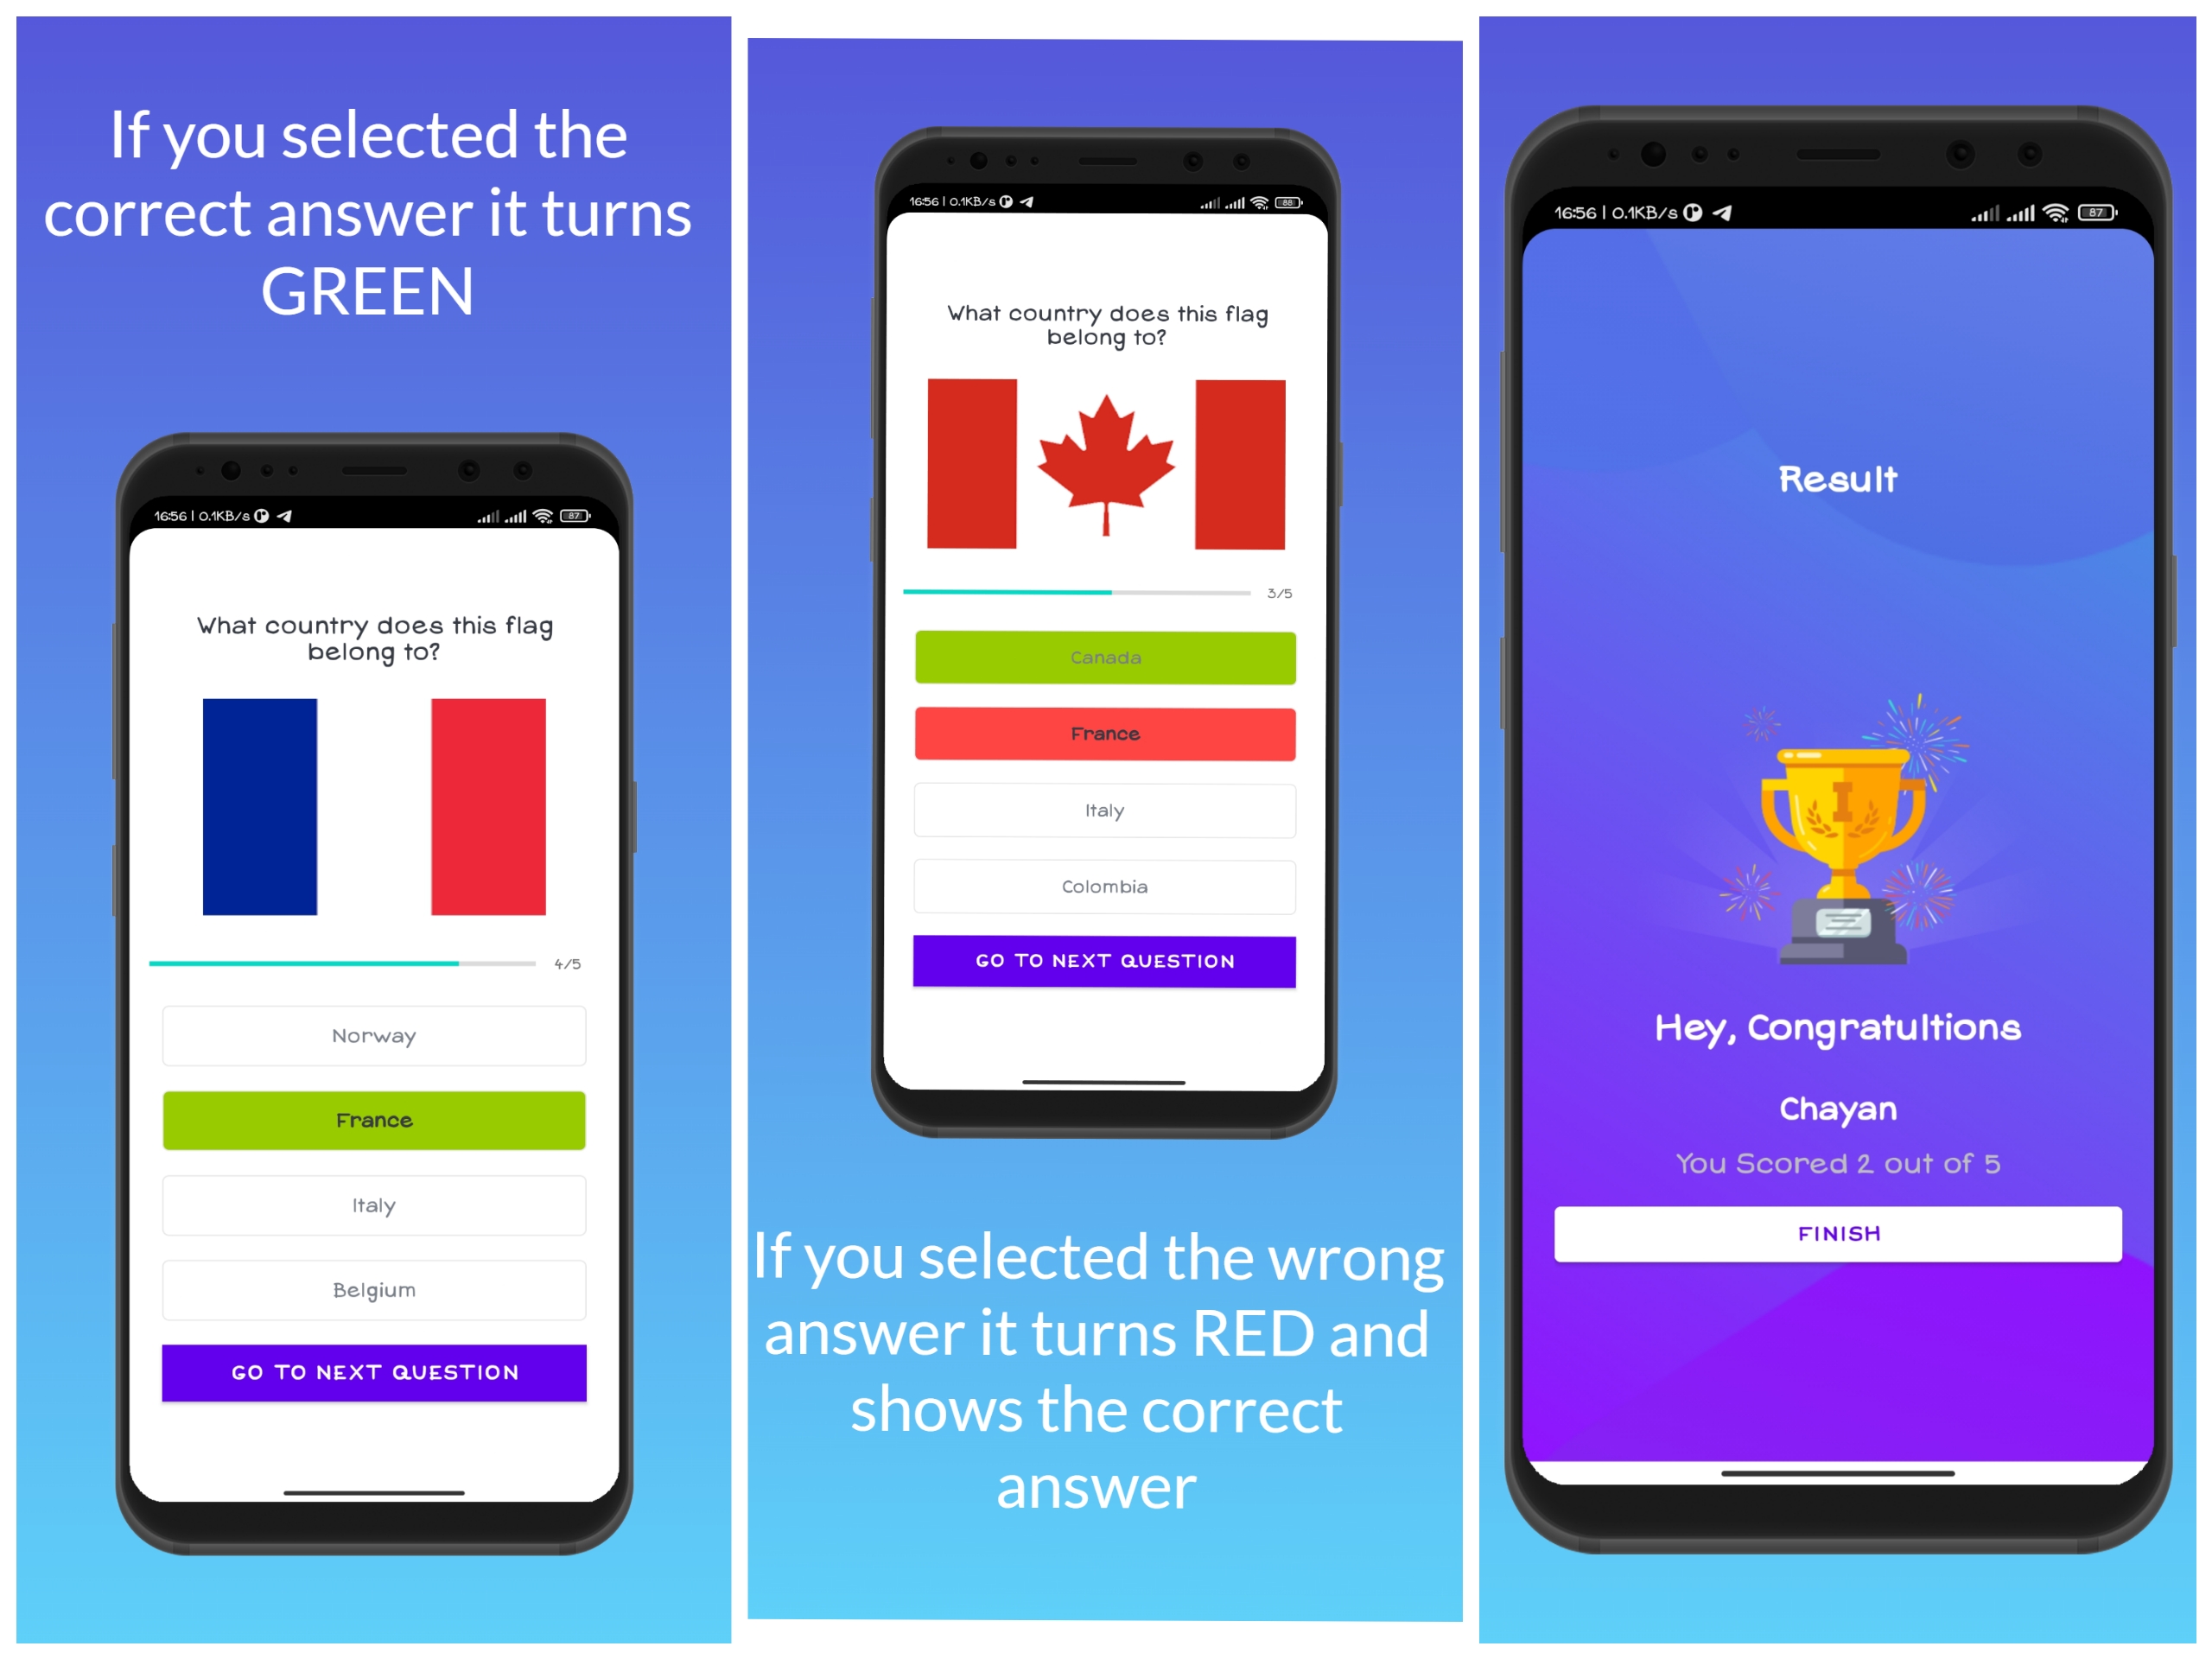 If you selected the
correct answer it turns
GREEN
16:56 | 0.1KB/s
87
What country does this flag
belong to?
4/5
Norway
France
Italy
Belgium
GO TO NEXT QUESTION
16:56 | 0.1KB/s
88
What country does this flag
belong to?
3/5
Canada
France
Italy
Colombia
GO TO NEXT QUESTION
If you selected the wrong
answer it turns RED and
shows the correct
answer
16:56 | 0.1KB/s
87
Result
I
Hey, Congratultions
Chayan
You Scored 2 out of 5
FINISH